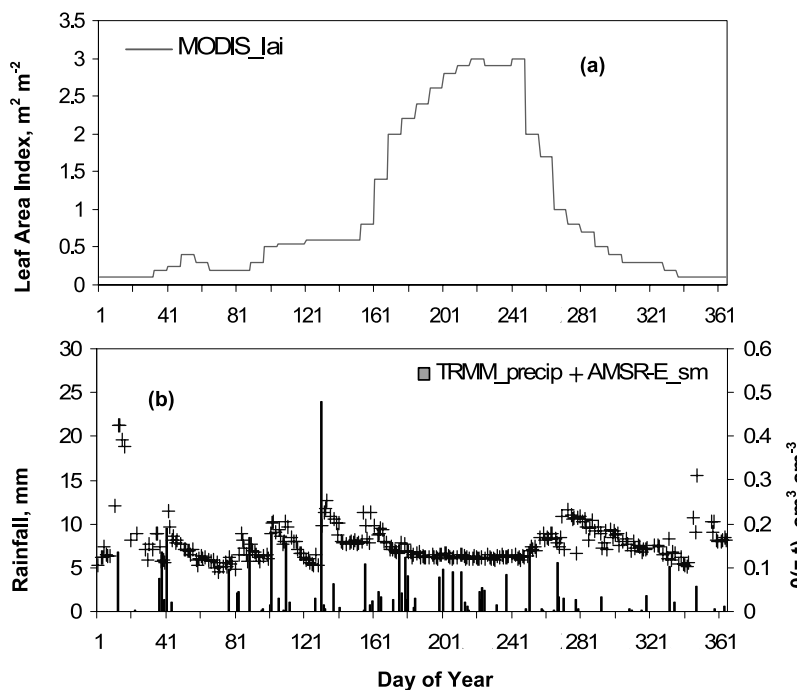 3.5
3
2.5
2
1.5
1
0.5
0
Leaf Area Index, m² m⁻²
MODIS_lai
(a)
1 41 81 121 161 201 241 281 321 361
30
25
20
15
10
5
0
Rainfall, mm
(b)
TRMM_precip AMSR-E_sm
0.6
0.5
0.4
0.3
0.2
0.1
0
cm³ cm⁻³
1 41 81 121 161 201 241 281 321 361
Day of Year